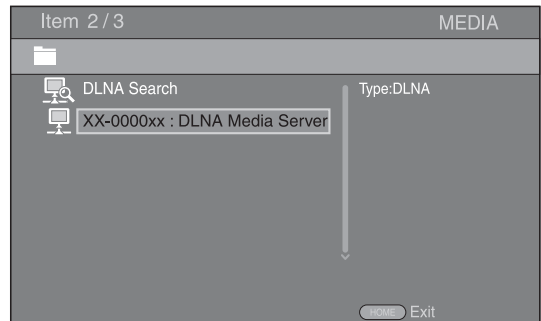 Item 2/3 MEDIA
DLNA Search
Type:DLNA
XX-0000xx : DLNA Media Server
HOME Exit